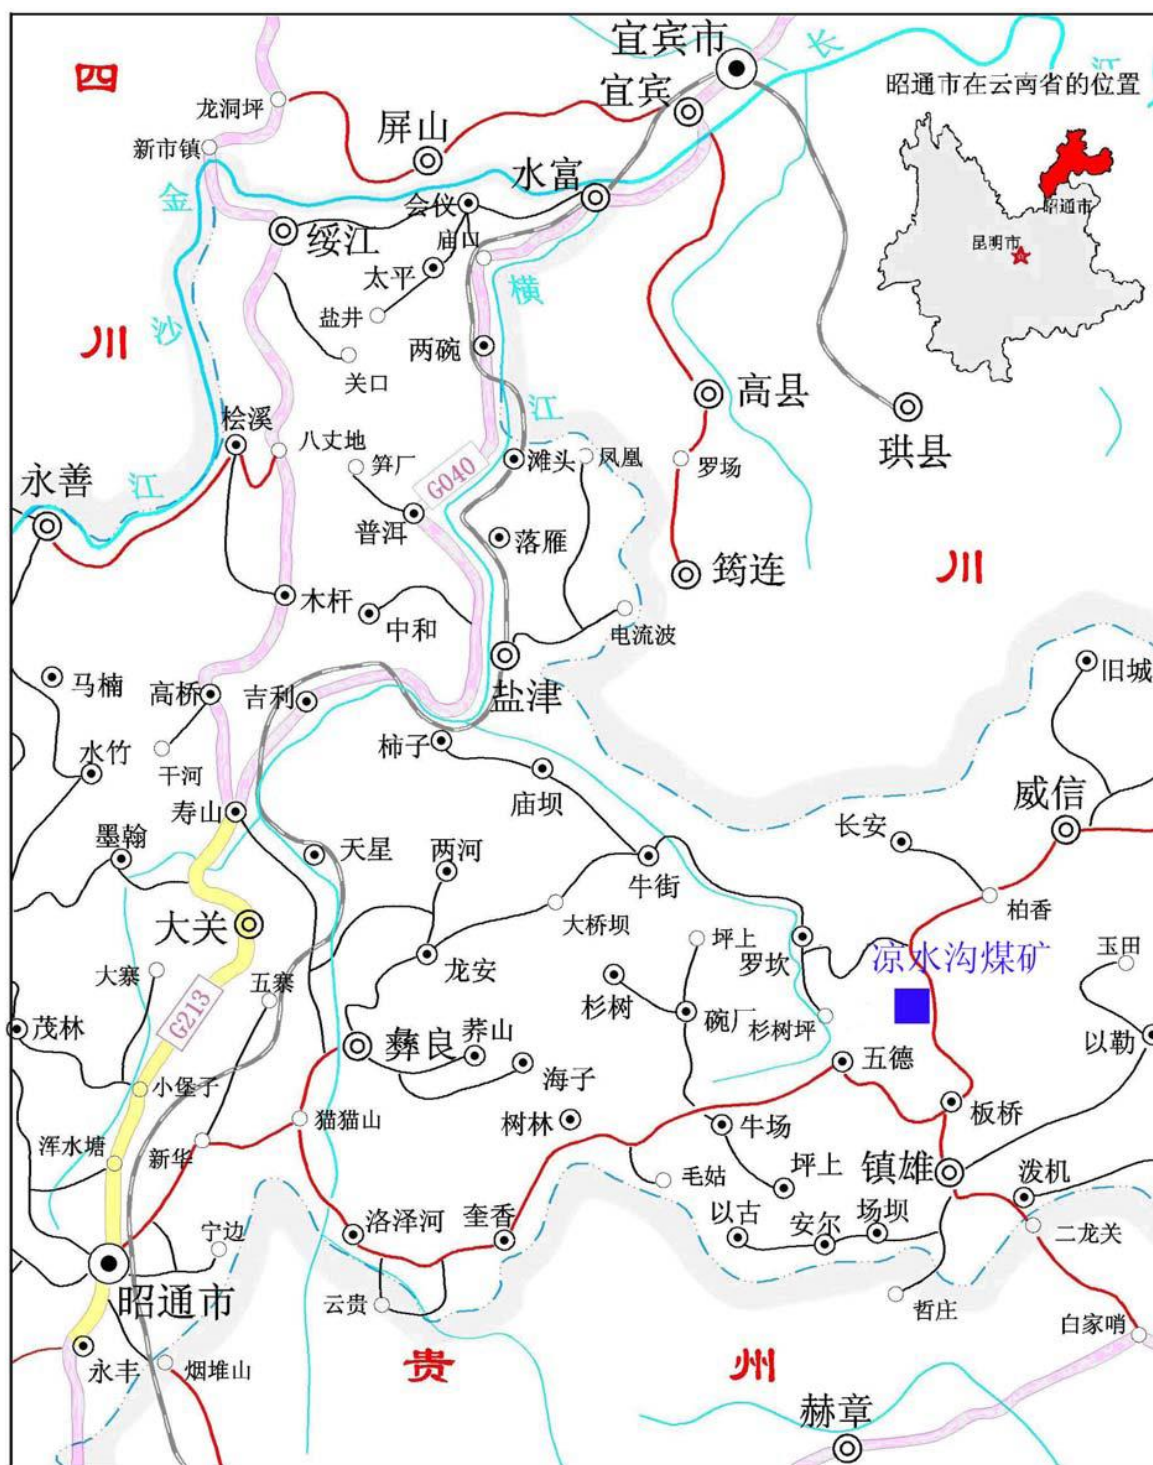 宜宾市
长
江
四
宜宾
昭通市在云南省的位置
龙洞坪
屏山
新市镇
水富
金
会仪
昭通市
绥江
庙口
昆明市
太平
横
盐井
沙
川
两碗
关口
高县
江
桧溪
八丈地
珙县
笋厂
滩头
凤凰
罗场
永善
江
G040
普洱
落雁
筠连
川
木杆
中和
电流波
马楠
高桥
吉利
盐津
旧城
水竹
干河
柿子
寿山
庙坝
威信
墨翰
天星
两河
长安
牛街
大关
大桥坝
柏香
大寨
五寨
龙安
坪上
罗坎
凉水沟煤矿
玉田
G213
杉树
碗厂
杉树坪
茂林
彝良
荞山
以勒
海子
五德
小堡子
猫猫山
树林
牛场
板桥
浑水塘
新华
毛姑
坪上
镇雄
泼机
宁边
洛泽河
奎香
以古
安尔
场坝
二龙关
昭通市
云贵
哲庄
白家哨
永丰
烟堆山
贵
州
赫章